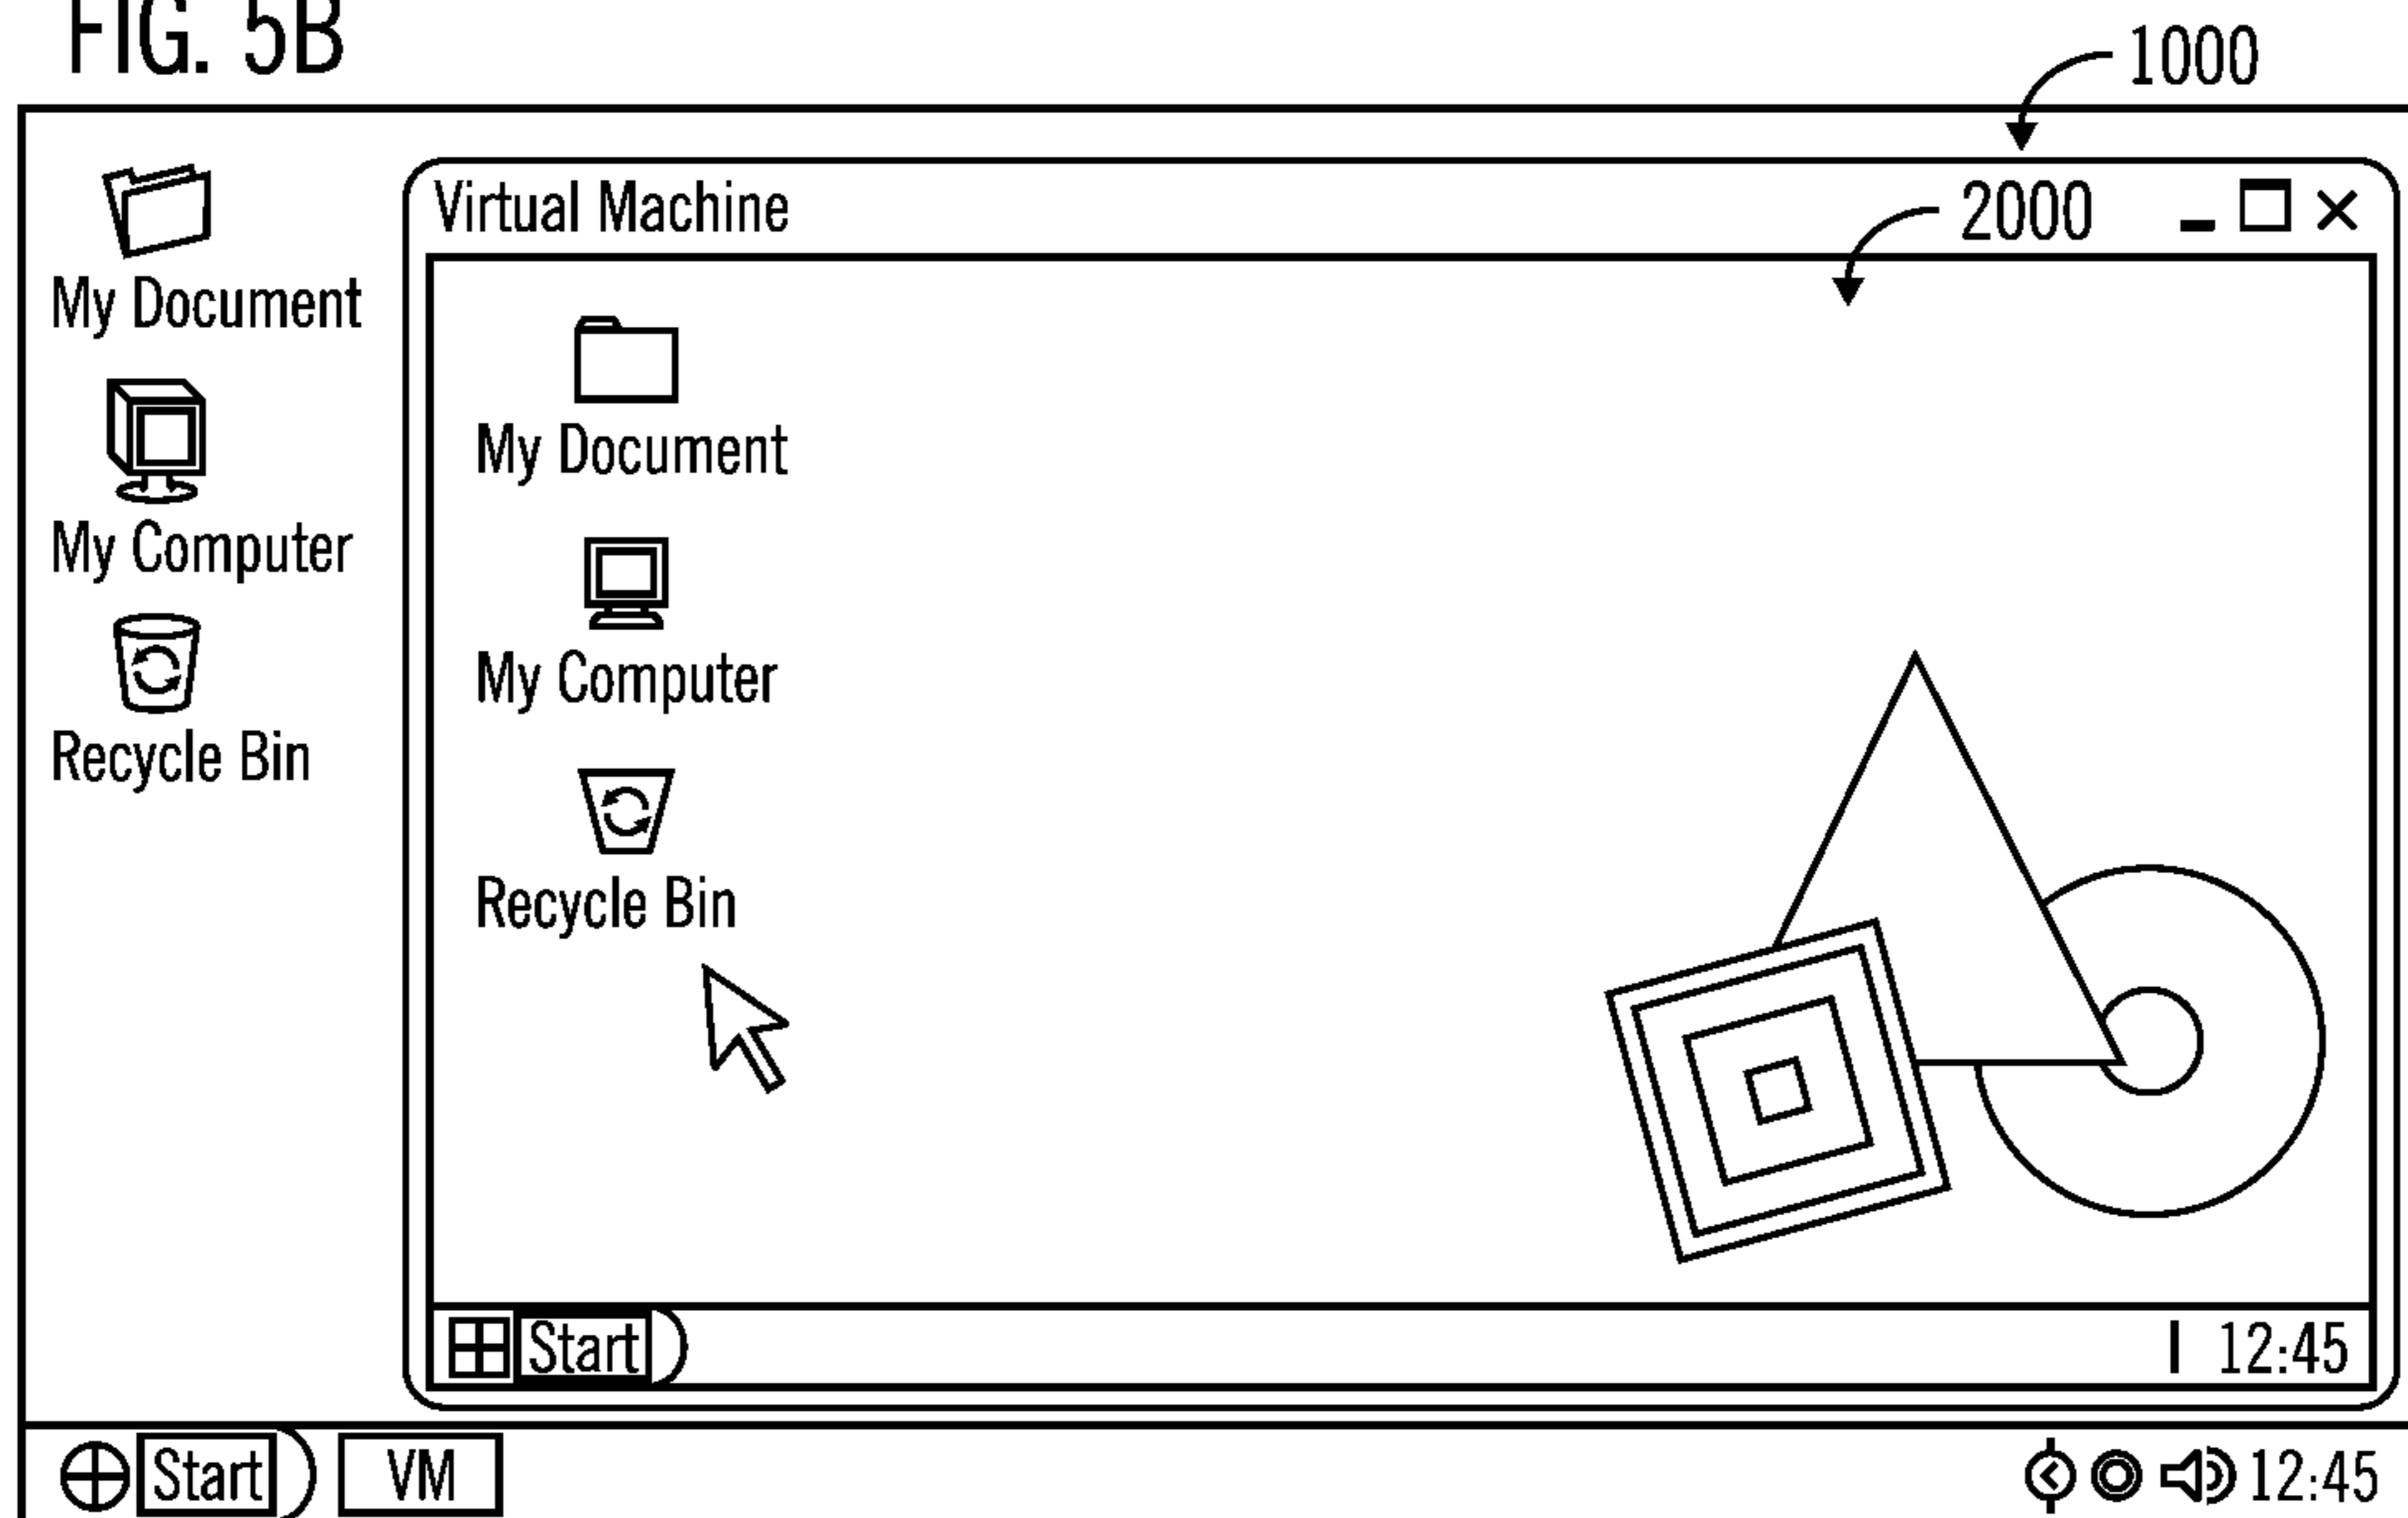 FIG. 5B
1000
Virtual Machine
2000
My Document
My Computer
Recycle Bin
My Document
My Computer
Recycle Bin
Start
12:45
Start
VM
12:45